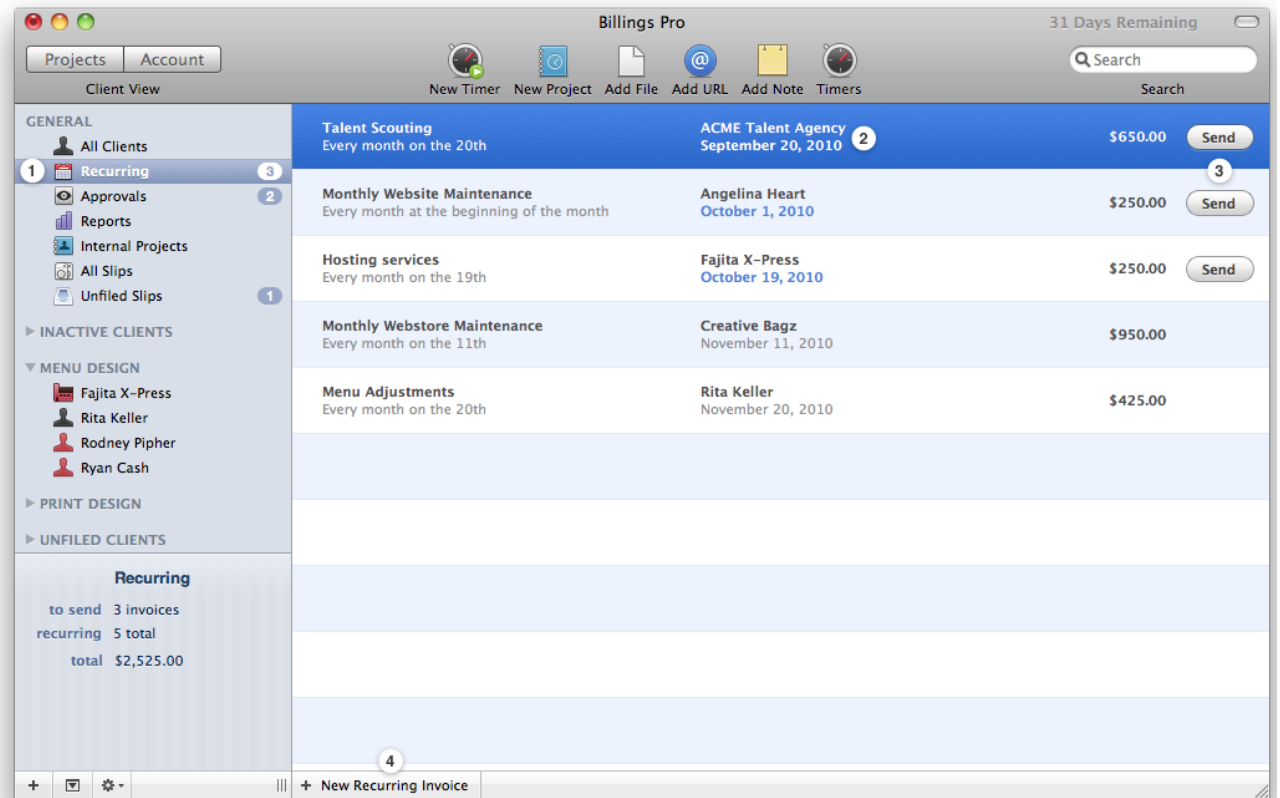 Billings Pro
31 Days Remaining
Projects
Account
Client View
New Timer
New Project
Add File
Add URL
Add Note
Timers
Search
Search
GENERAL
All Clients
1
Recurring
3
Approvals
2
Reports
Internal Projects
All Slips
Unfiled Slips
1
INACTIVE CLIENTS
MENU DESIGN
Fajita X-Press
Rita Keller
Rodney Pipher
Ryan Cash
PRINT DESIGN
UNFILED CLIENTS
Recurring
to send 3 invoices
recurring 5 total
total $2,525.00
Talent Scouting
Every month on the 20th
ACME Talent Agency
September 20, 2010
2
$650.00
Send
3
Monthly Website Maintenance
Every month at the beginning of the month
Angelina Heart
October 1, 2010
$250.00
Send
Hosting services
Every month on the 19th
Fajita X-Press
October 19, 2010
$250.00
Send
Monthly Webstore Maintenance
Every month on the 11th
Creative Bagz
November 11, 2010
$950.00
Menu Adjustments
Every month on the 20th
Rita Keller
November 20, 2010
$425.00
4
+ New Recurring Invoice